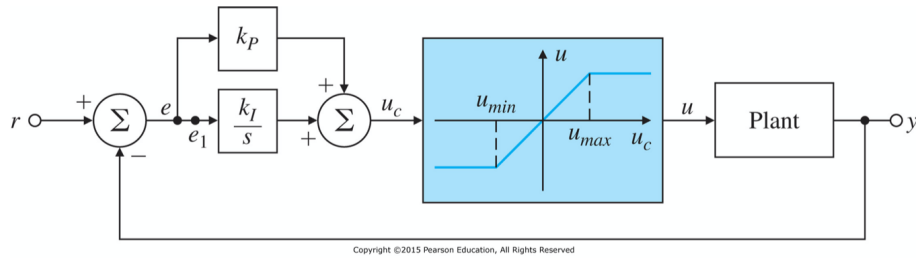 k_P
u
+
r
+
Σ
e
e_1
k_I
s
+
+
Σ
u_c
u_min
u_max
u_c
u
Plant
y
−
Copyright ©2015 Pearson Education, All Rights Reserved